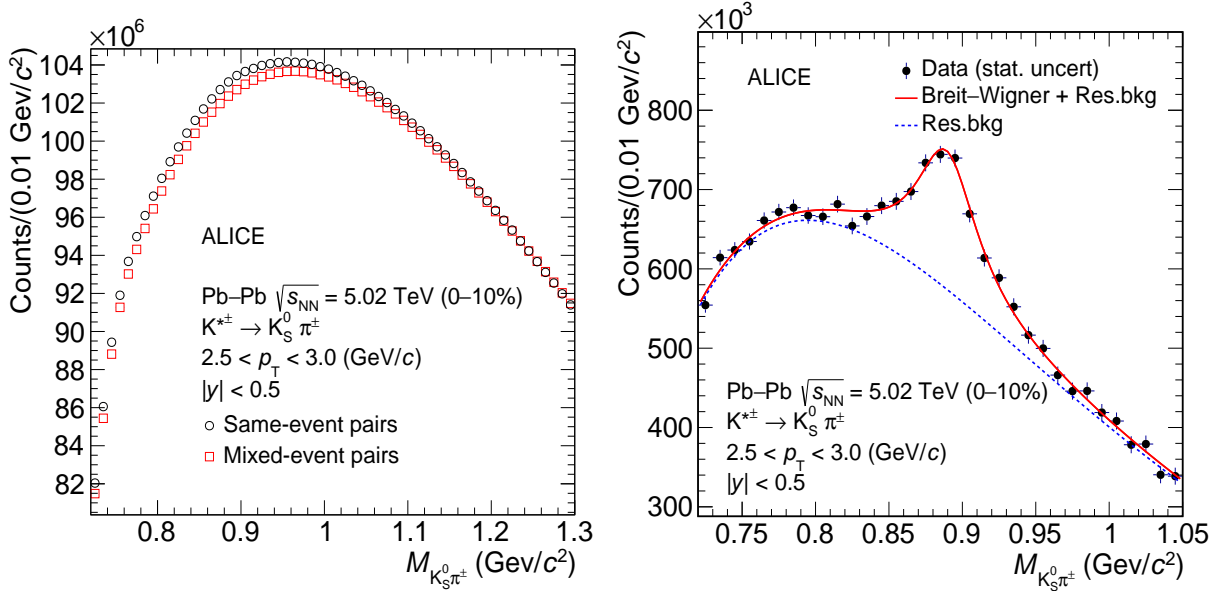 ×10⁶
Counts/(0.01 Gev/c²)
104
102
100
98
96
94
92
90
88
86
84
82
ALICE
Pb–Pb √sNN = 5.02 TeV (0–10%)
K*± → K⁰S π±
2.5 < pT < 3.0 (GeV/c)
|y| < 0.5
Same-event pairs
Mixed-event pairs
0.8 0.9 1 1.1 1.2 1.3
MK⁰Sπ± (Gev/c²)
×10³
Counts/(0.01 Gev/c²)
800
700
600
500
400
300
ALICE
Data (stat. uncert)
Breit–Wigner + Res.bkg
Res.bkg
Pb–Pb √sNN = 5.02 TeV (0–10%)
K*± → K⁰S π±
2.5 < pT < 3.0 (GeV/c)
|y| < 0.5
0.75 0.8 0.85 0.9 0.95 1 1.05
MK⁰Sπ± (Gev/c²)